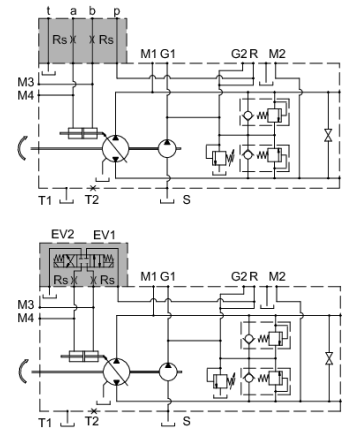 t a b p
Rs Rs
M1 G1 G2 R M2
M3
M4
T1 T2 S
EV2 EV1
M1 G1 G2 R M2
Rs Rs
M3
M4
T1 T2 S